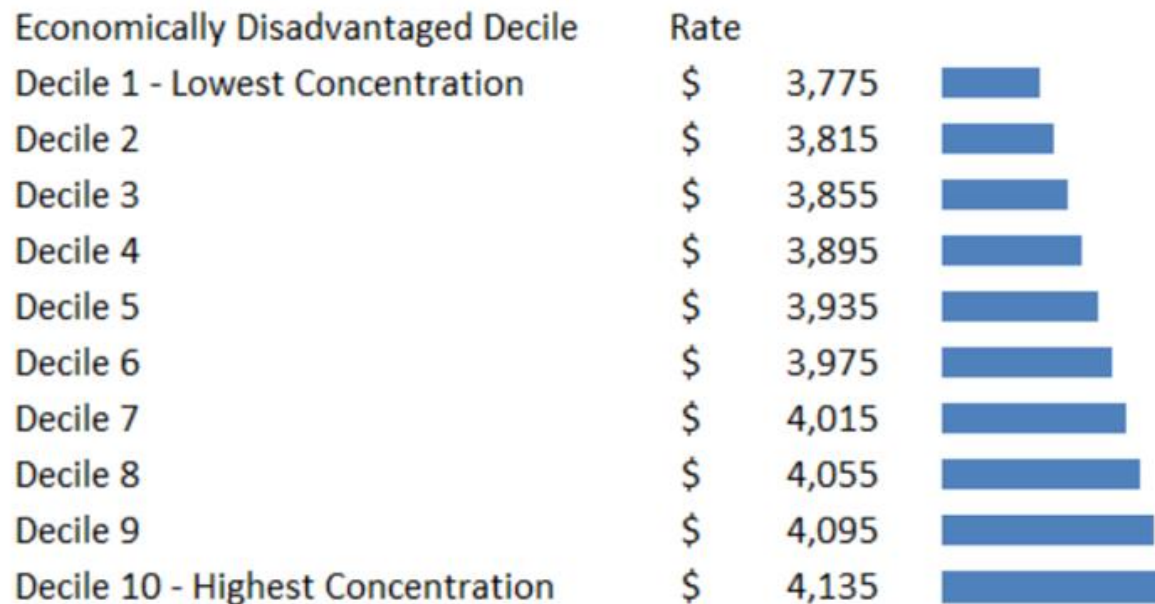 Economically Disadvantaged Decile Rate
Decile 1 - Lowest Concentration $ 3,775
Decile 2 $ 3,815
Decile 3 $ 3,855
Decile 4 $ 3,895
Decile 5 $ 3,935
Decile 6 $ 3,975
Decile 7 $ 4,015
Decile 8 $ 4,055
Decile 9 $ 4,095
Decile 10 - Highest Concentration $ 4,135